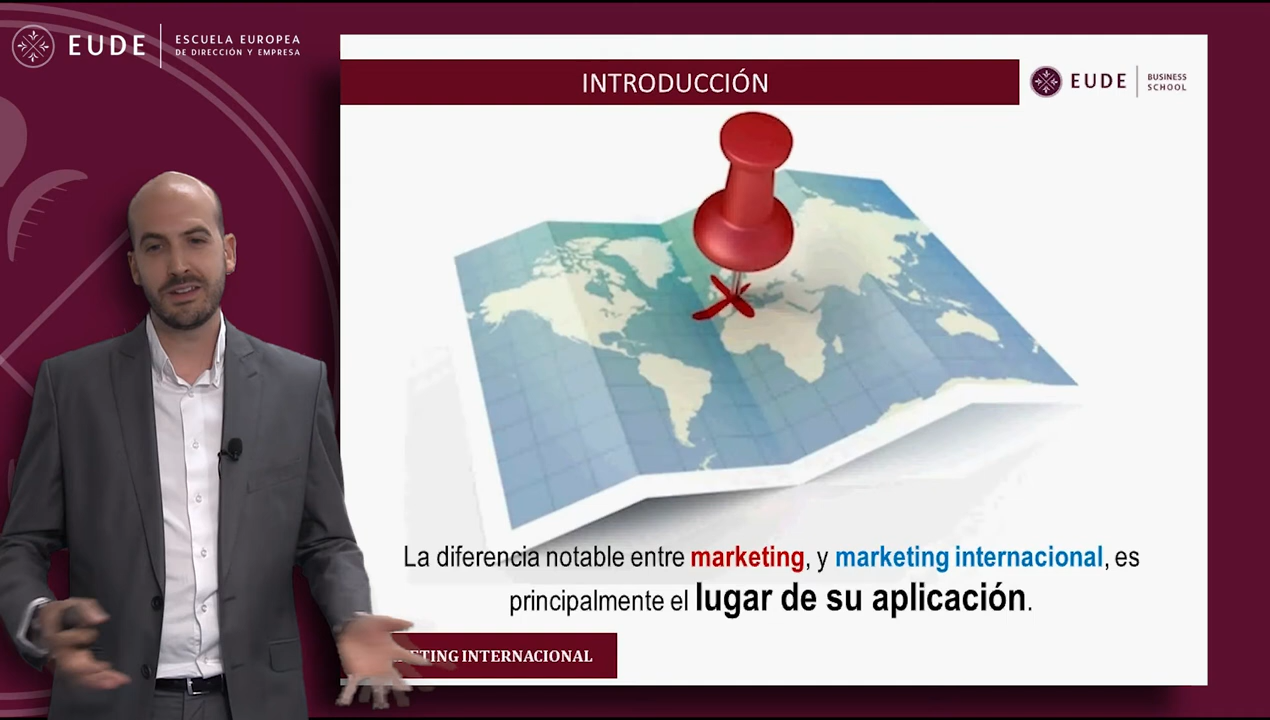 EUDE
ESCUELA EUROPEA
DE DIRECCIÓN Y EMPRESA
INTRODUCCIÓN
EUDE
BUSINESS
SCHOOL
La diferencia notable entre marketing, y marketing internacional, es
principalmente el lugar de su aplicación.
INTERNACIONAL